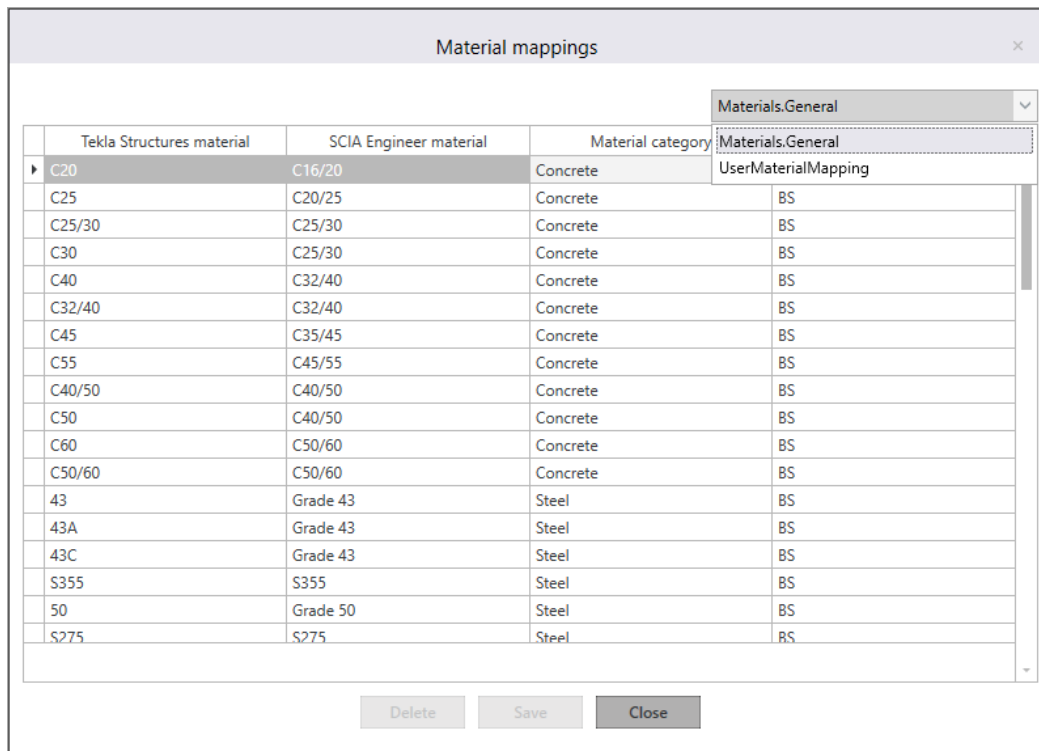 Material mappings
Materials.General
Materials.General
UserMaterialMapping
Tekla Structures material SCIA Engineer material Material category
C20 C16/20 Concrete
C25 C20/25 Concrete BS
C25/30 C25/30 Concrete BS
C30 C25/30 Concrete BS
C40 C32/40 Concrete BS
C32/40 C32/40 Concrete BS
C45 C35/45 Concrete BS
C55 C45/55 Concrete BS
C40/50 C40/50 Concrete BS
C50 C40/50 Concrete BS
C60 C50/60 Concrete BS
C50/60 C50/60 Concrete BS
43 Grade 43 Steel BS
43A Grade 43 Steel BS
43C Grade 43 Steel BS
S355 S355 Steel BS
50 Grade 50 Steel BS
S275 S275 Steel BS
Delete Save Close